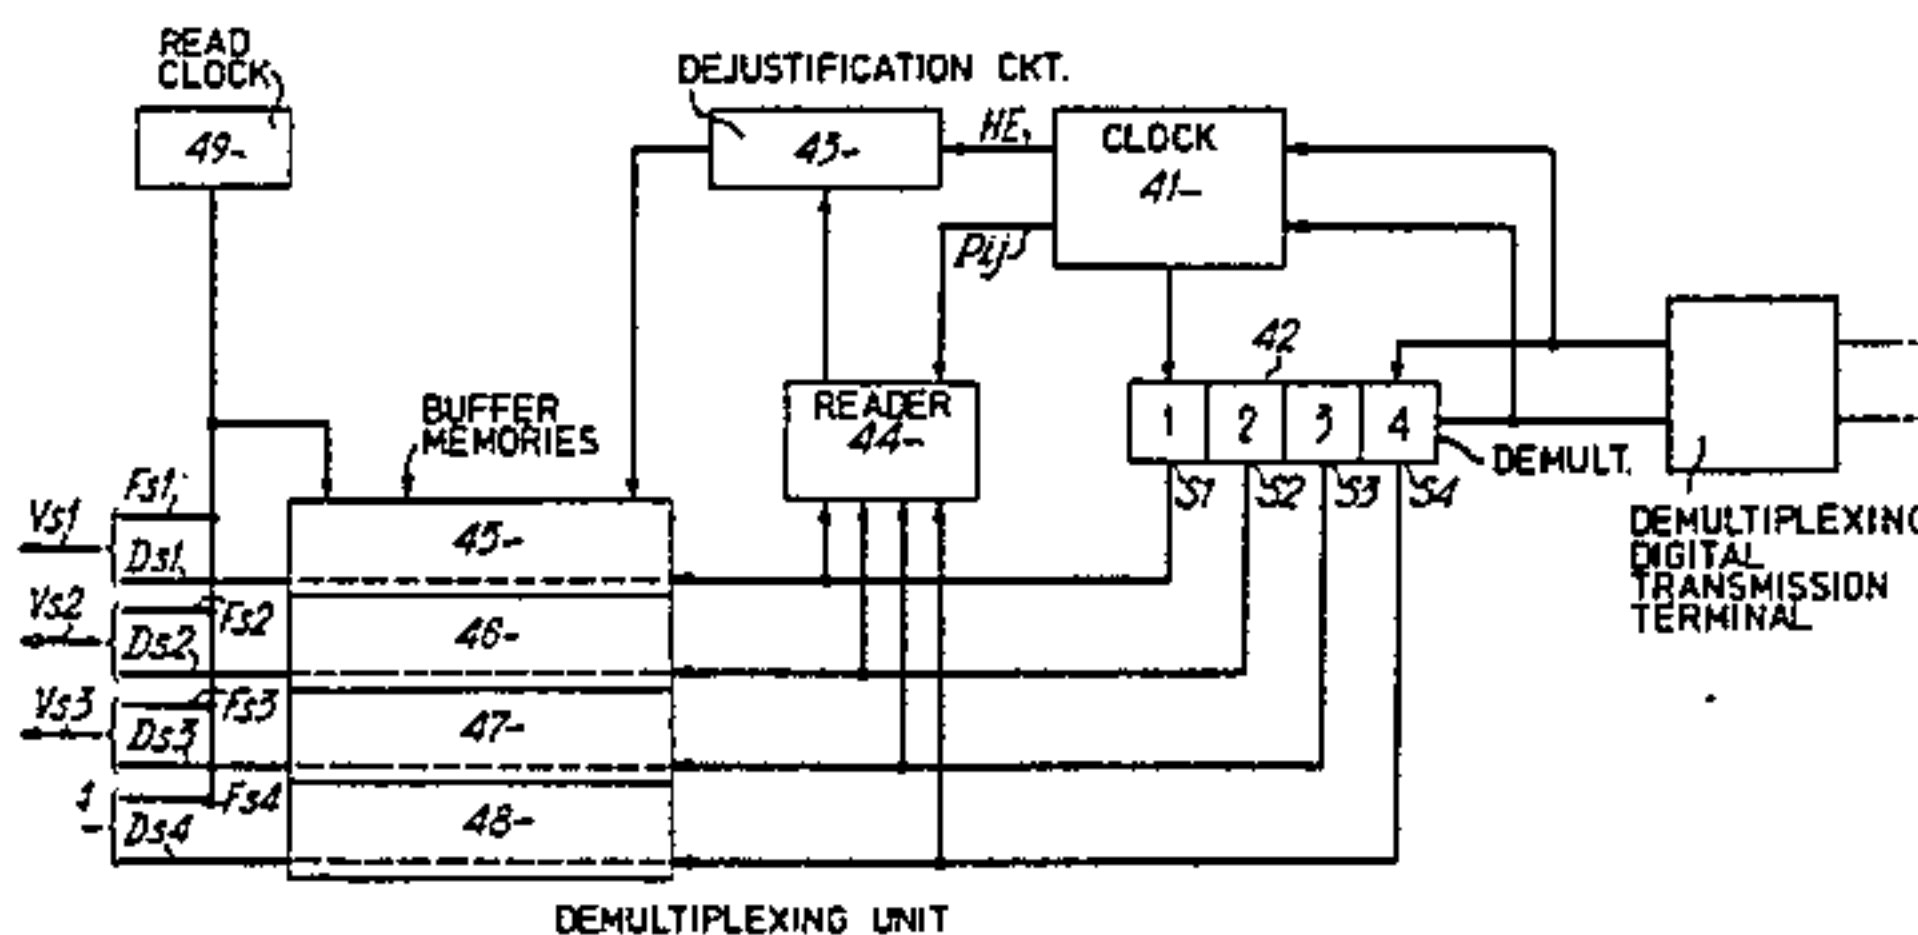 READ
CLOCK
49-
DEJUSTIFICATION CKT.
43-
HE,
CLOCK
41-
Pij
42
READER
44-
1 2 3 4
DEMULT.
S1 S2 S3 S4
BUFFER
MEMORIES
DEMULTIPLEXING
DIGITAL
TRANSMISSION
TERMINAL
Vs1
Fs1
Ds1
45-
Vs2
Fs2
Ds2
46-
Vs3
Fs3
Ds3
47-
Fs4
Ds4
48-
DEMULTIPLEXING UNIT